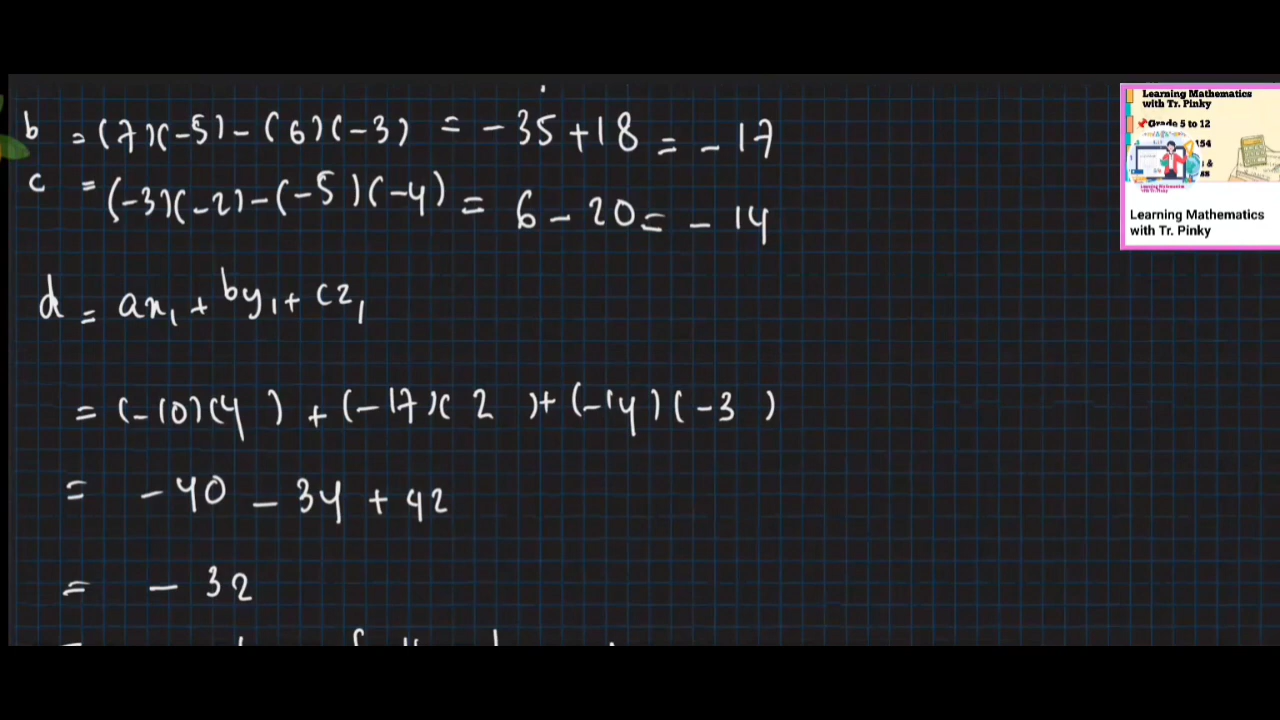 b = (7)(-5) - (6)(-3) = -35 + 18 = -17
c = (-3)(-2) - (-5)(-4) = 6 - 20 = -14
d = ax₁ + by₁ + cz₁
= (-10)(4) + (-17)(2) + (-14)(-3)
= -40 - 34 + 42
= -32
Learning Mathematics
with Tr. Pinky
Grade 5 to 12
154
&
Learning Mathematics
with Tr. Pinky